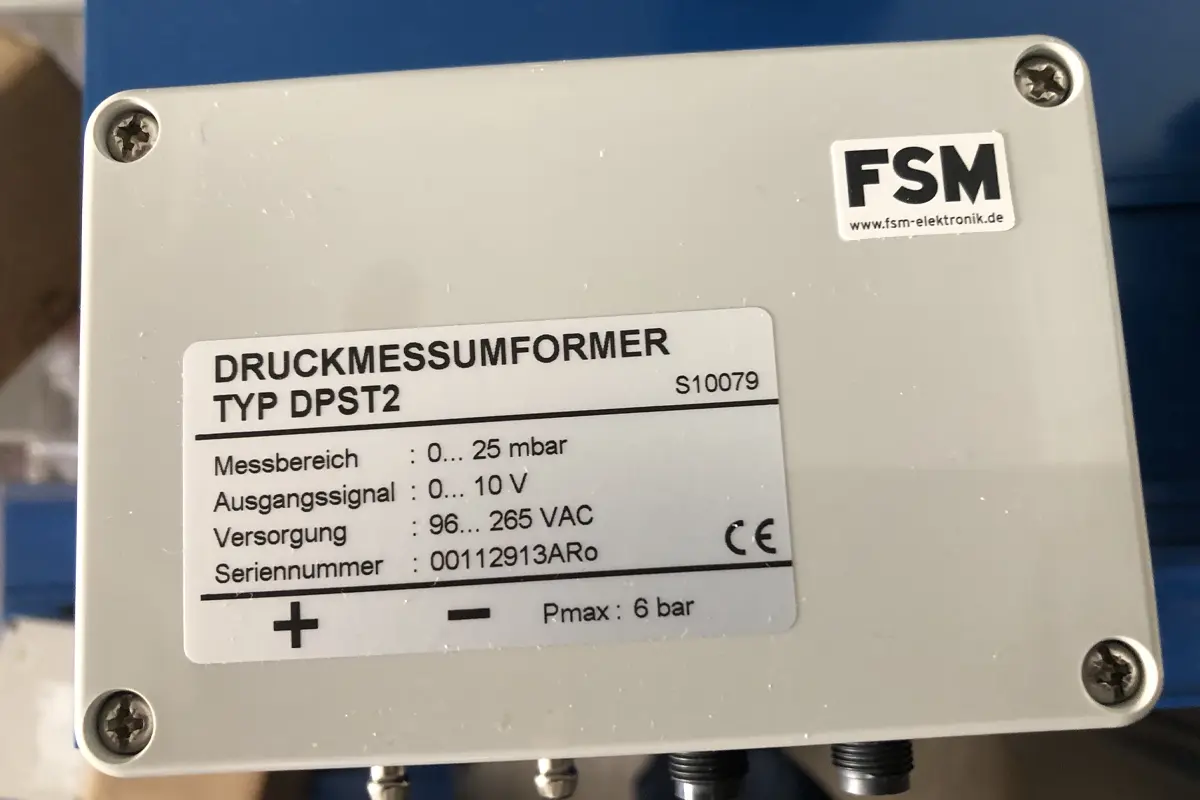 FSM
www.fsm-elektronik.de
DRUCKMESSUMFORMER
TYP DPST2 S10079
Messbereich : 0... 25 mbar
Ausgangssignal : 0... 10 V
Versorgung : 96... 265 VAC
Seriennummer : 00112913ARo
CE
+ − Pmax : 6 bar